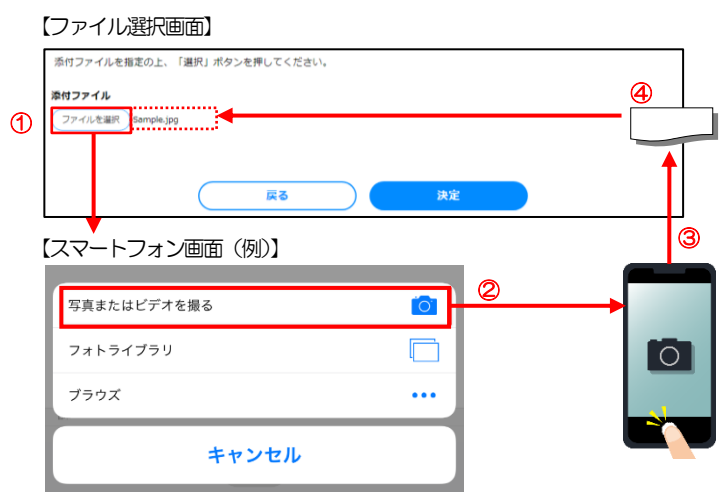 【ファイル選択画面】
添付ファイルを指定の上、「選択」ボタンを押してください。
添付ファイル
④
①
ファイルを選択 Sample.jpg
戻る 決定
③
【スマートフォン画面（例）】
②
写真またはビデオを撮る
フォトライブラリ
ブラウズ
キャンセル